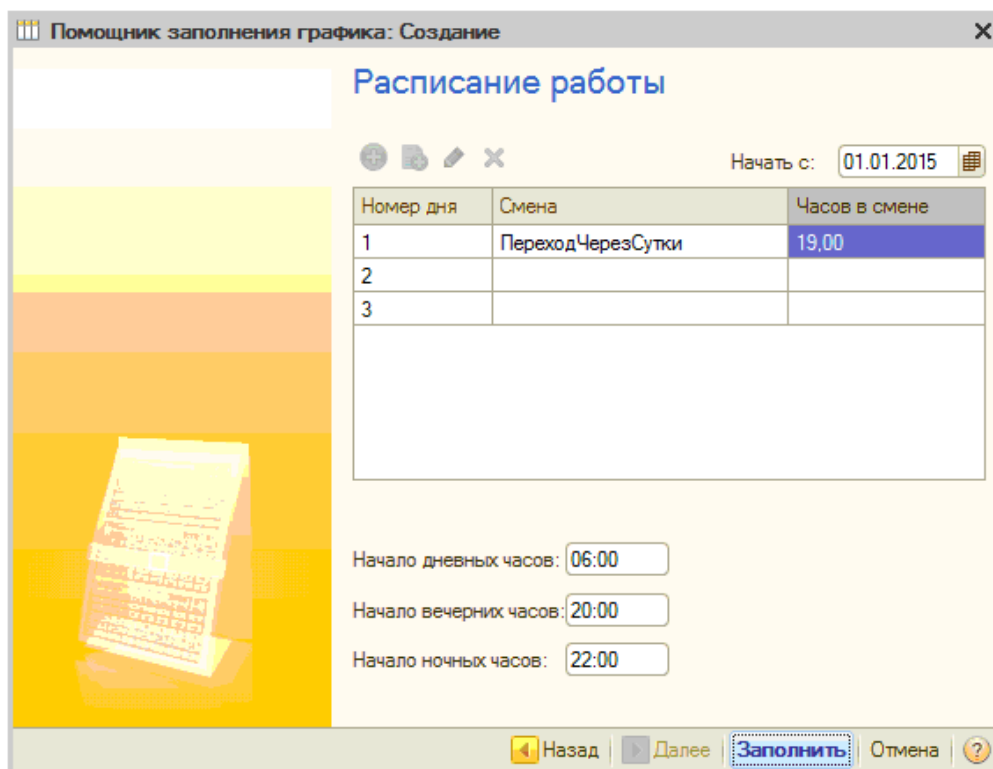 Помощник заполнения графика: Создание
Расписание работы
Начать с: 01.01.2015
Номер дня Смена Часов в смене
1 ПереходЧерезСутки 19,00
2
3
Начало дневных часов: 06:00
Начало вечерних часов: 20:00
Начало ночных часов: 22:00
Назад Далее Заполнить Отмена ?